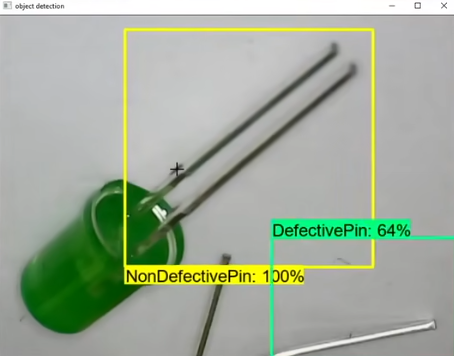 object detection
DefectivePin: 64%
NonDefectivePin: 100%